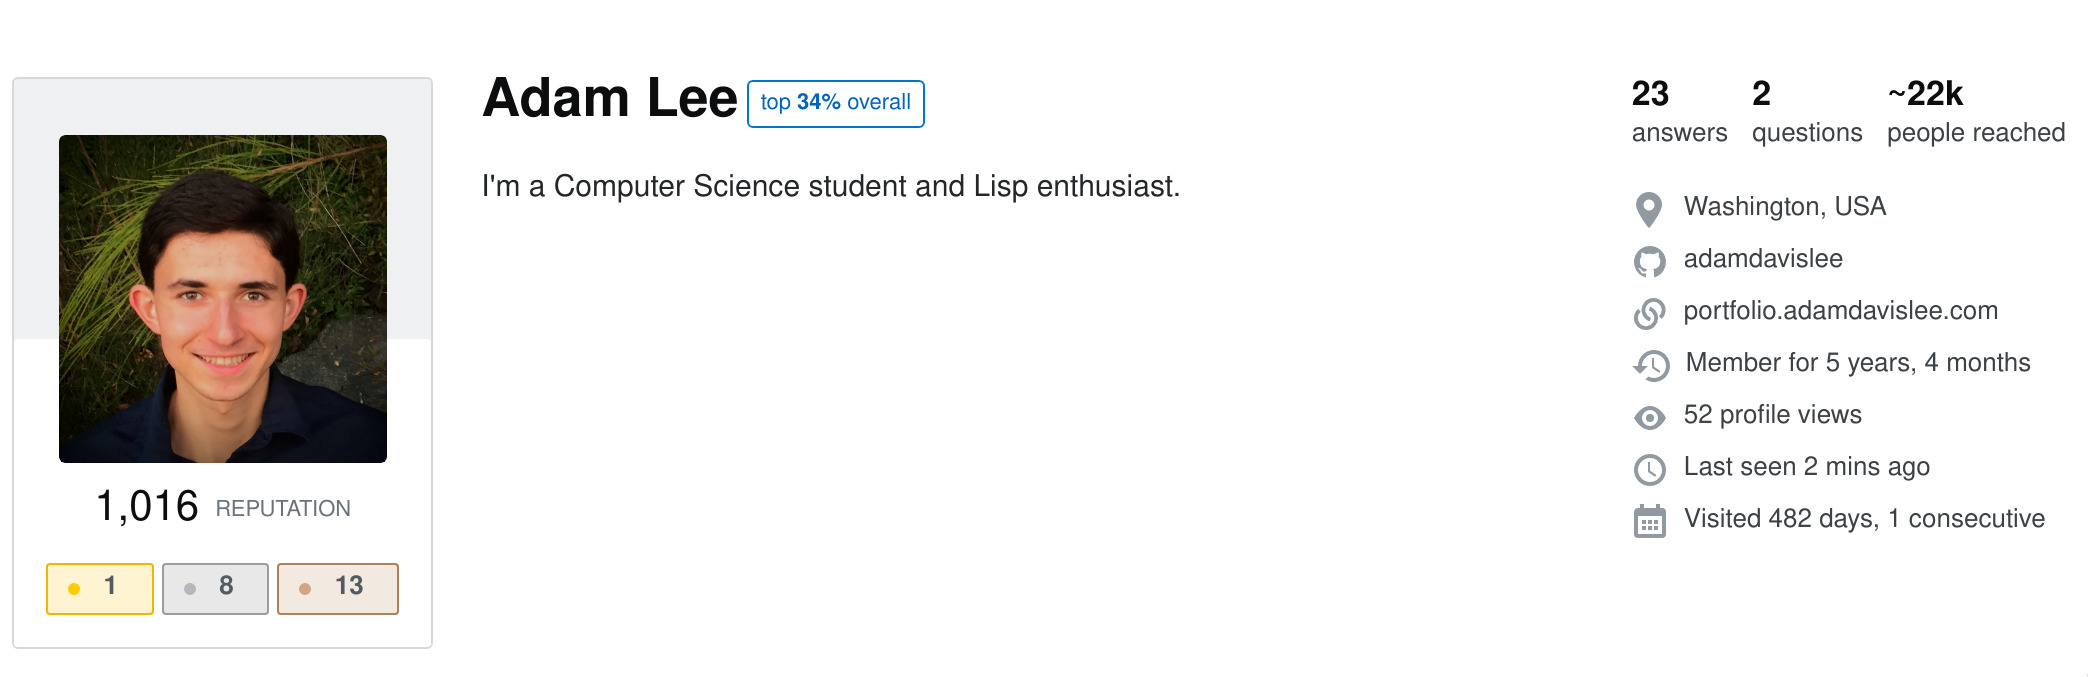 Adam Lee top 34% overall
I'm a Computer Science student and Lisp enthusiast.
1,016 REPUTATION
1 8 13
23 2 ~22k
answers questions people reached
Washington, USA
adamdavislee
portfolio.adamdavislee.com
Member for 5 years, 4 months
52 profile views
Last seen 2 mins ago
Visited 482 days, 1 consecutive